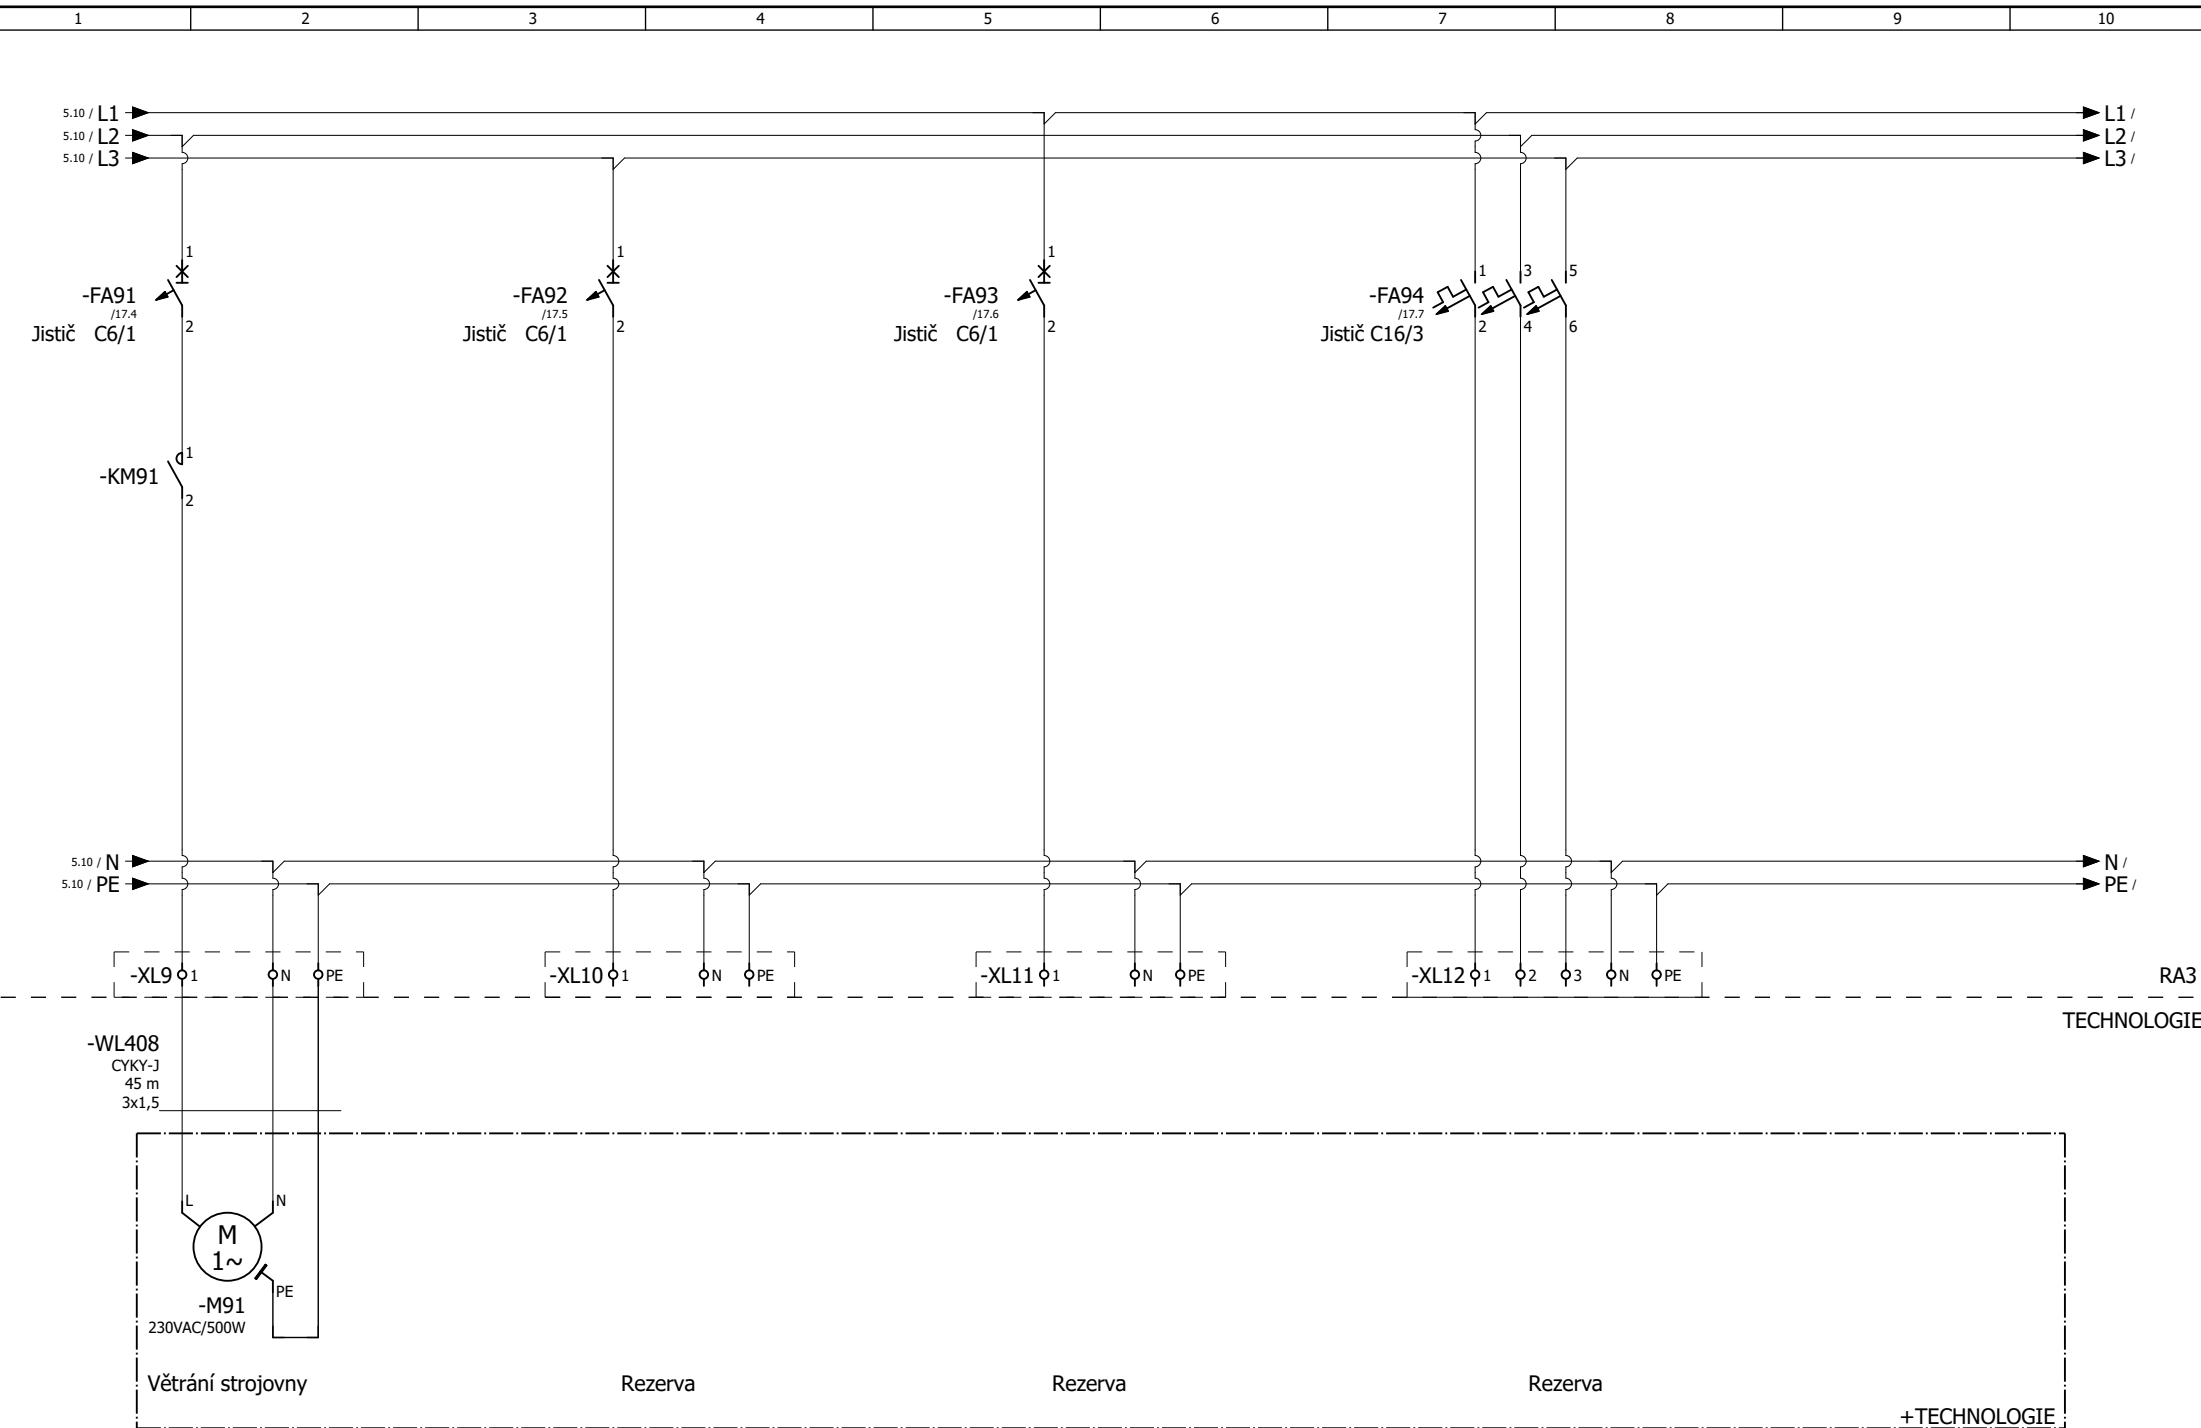 1 2 3 4 5 6 7 8 9 10
5.10 / L1 L1 /
5.10 / L2 L2 /
5.10 / L3 L3 /
1 1 1 1 3 5
-FA91 -FA92 -FA93 -FA94
/17.4 /17.5 /17.6 /17.7
2 2 2 2 4 6
Jistič C6/1 Jistič C6/1 Jistič C6/1 Jistič C16/3
1
-KM91
2
5.10 / N N /
5.10 / PE PE /
-XL9 1 N PE -XL10 1 N PE -XL11 1 N PE -XL12 1 2 3 N PE RA3
TECHNOLOGIE
-WL408
CYKY-J
45 m
3x1,5
L N
M
1~
PE
-M91
230VAC/500W
Větrání strojovny Rezerva Rezerva Rezerva
+TECHNOLOGIE